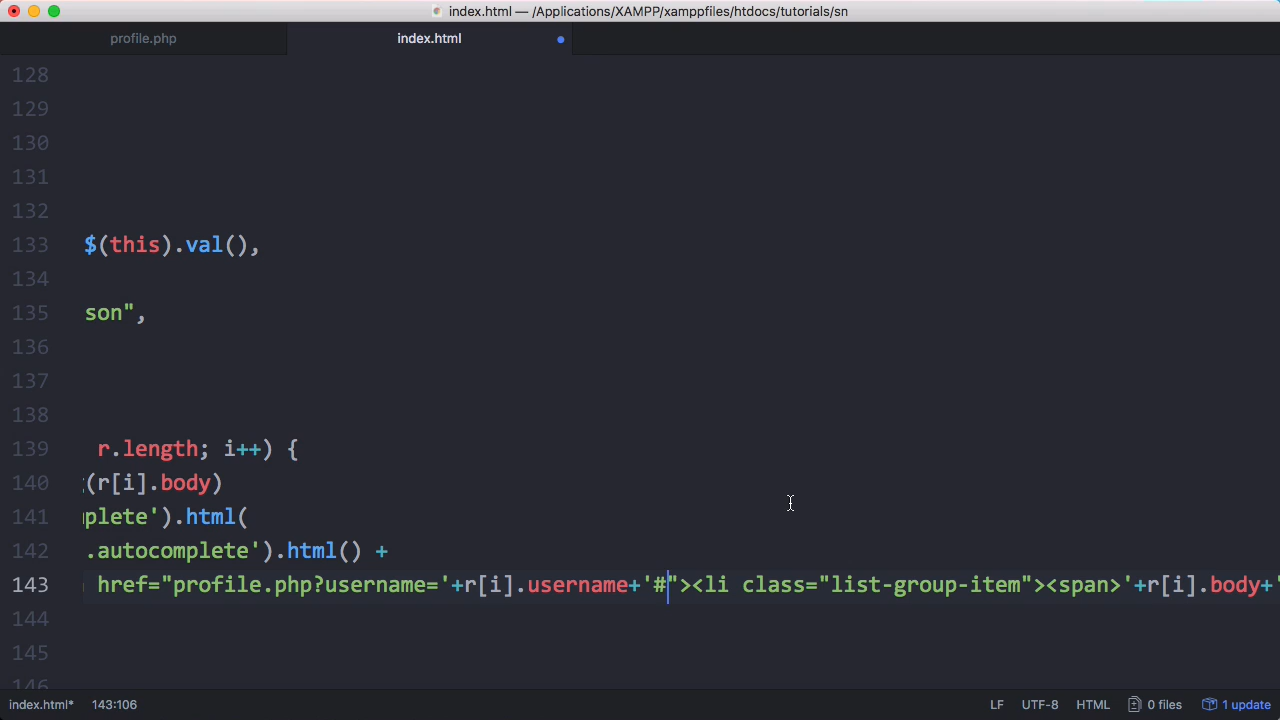 index.html — /Applications/XAMPP/xamppfiles/htdocs/tutorials/sn
profile.php index.html
128
129
130
131
132
133 $(this).val(),
134
135 son",
136
137
138
139 r.length; i++) {
140 (r[i].body)
141 plete').html(
142 .autocomplete').html() +
143 href="profile.php?username='+r[i].username+'#"><li class="list-group-item"><span>'+r[i].body+'
144
145
146
index.html* 143:106 LF UTF-8 HTML 0 files 1 update